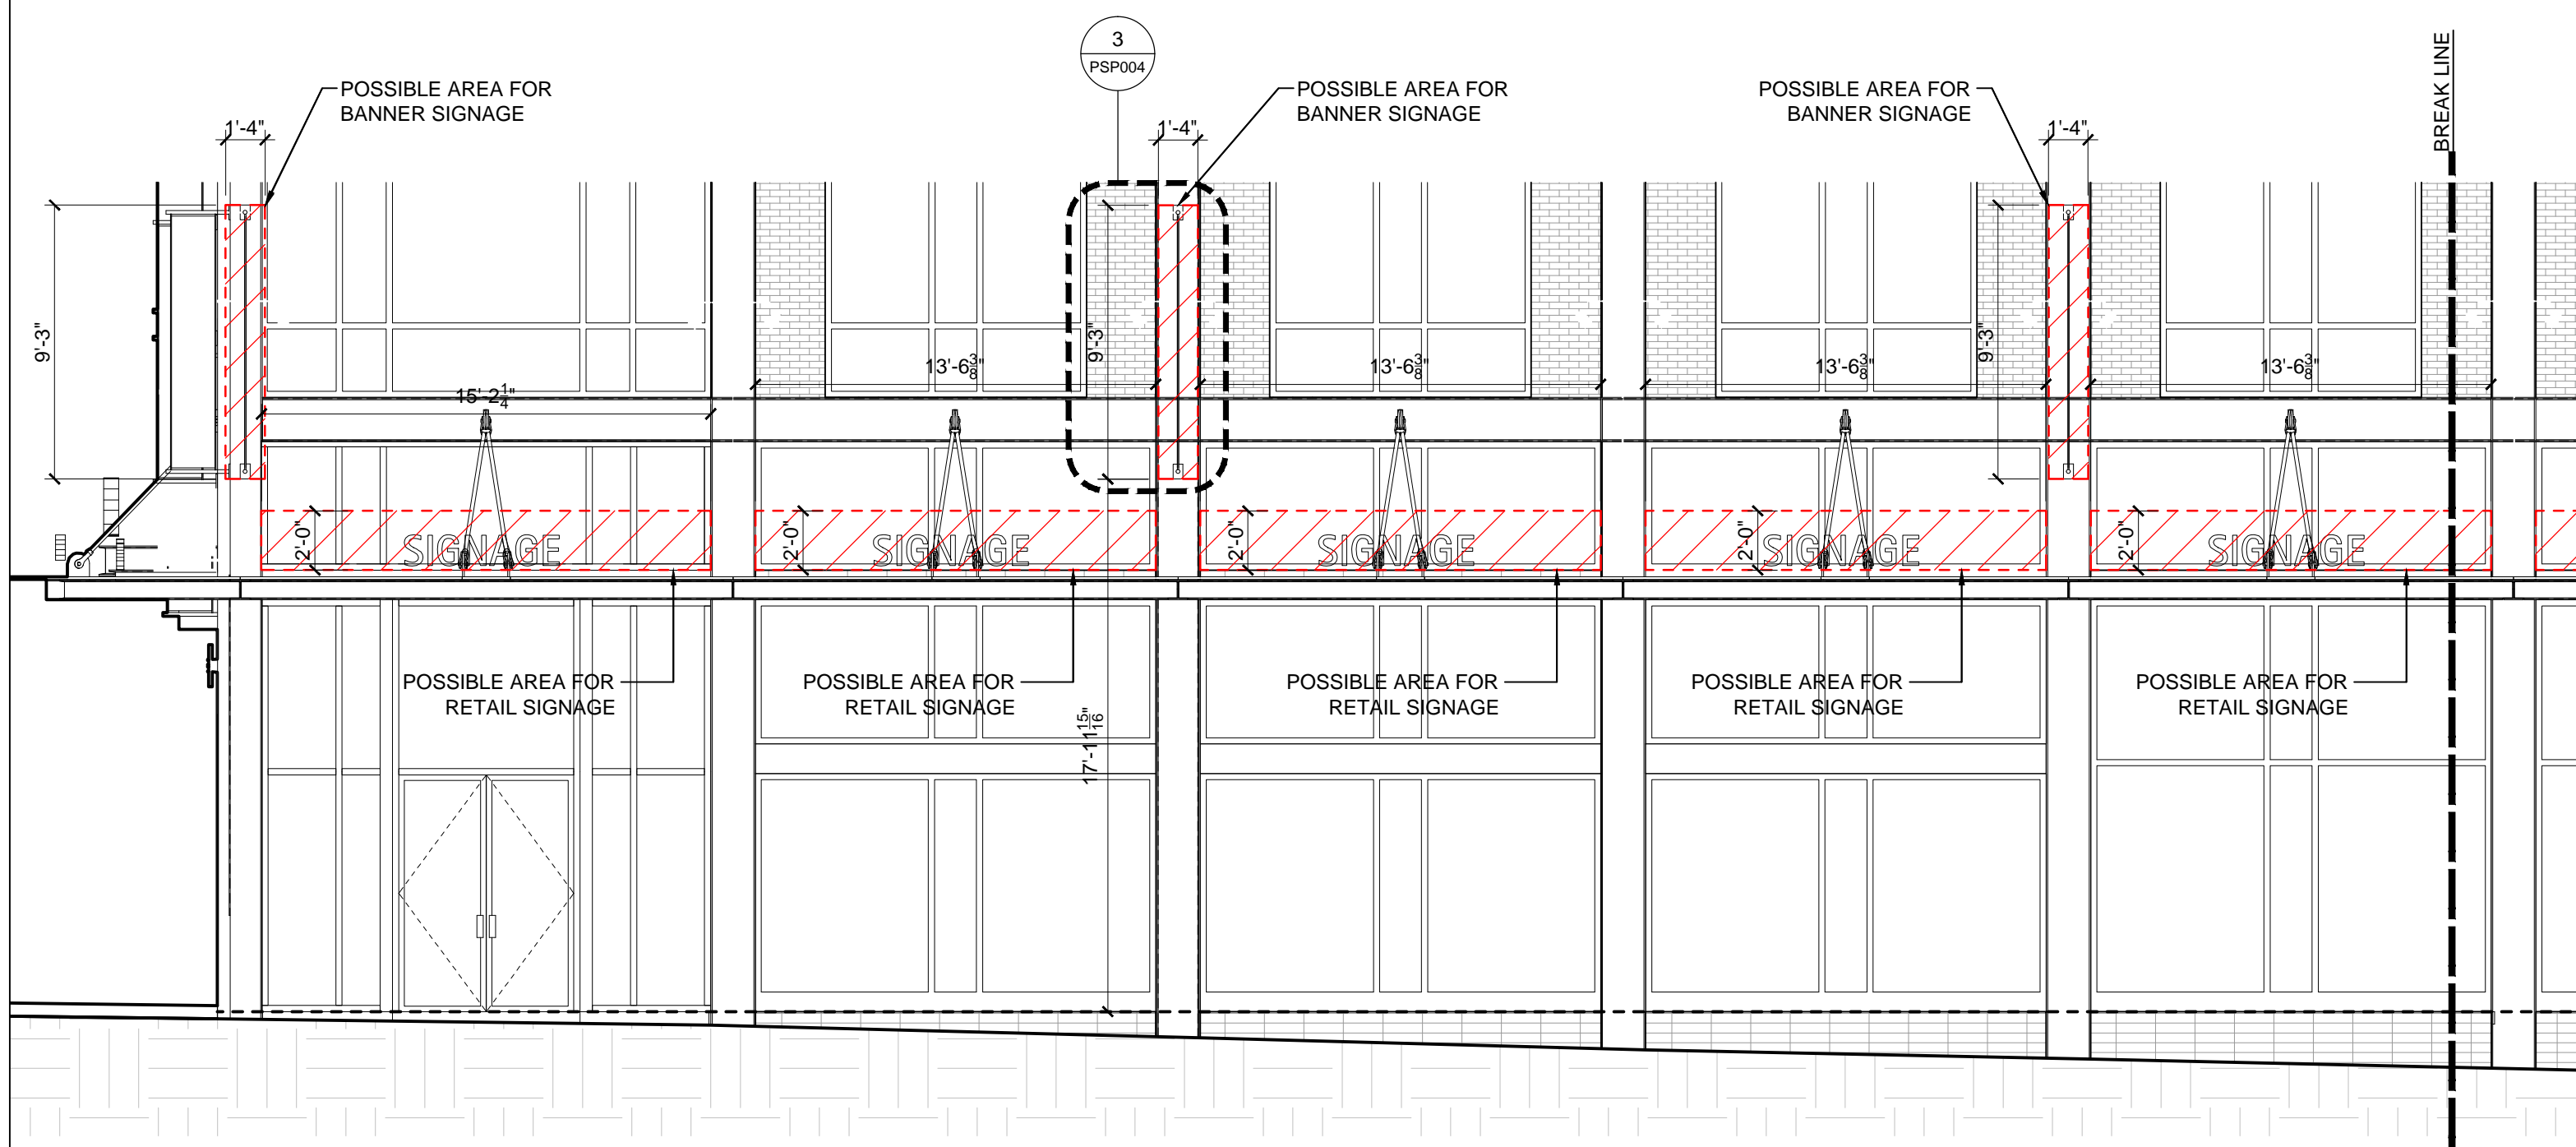 3
PSP004
BREAK LINE
POSSIBLE AREA FOR
BANNER SIGNAGE
POSSIBLE AREA FOR
BANNER SIGNAGE
POSSIBLE AREA FOR
BANNER SIGNAGE
1'-4"
1'-4"
1'-4"
9'-3"
9'-3"
9'-3"
15'-2 1/4"
13'-6 3/8"
13'-6 3/8"
13'-6 3/8"
13'-6 3/8"
2'-0"
SIGNAGE
2'-0"
SIGNAGE
2'-0"
SIGNAGE
2'-0"
SIGNAGE
2'-0"
SIGNAGE
POSSIBLE AREA FOR
RETAIL SIGNAGE
POSSIBLE AREA FOR
RETAIL SIGNAGE
POSSIBLE AREA FOR
RETAIL SIGNAGE
POSSIBLE AREA FOR
RETAIL SIGNAGE
POSSIBLE AREA FOR
RETAIL SIGNAGE
17'-11 15/16"